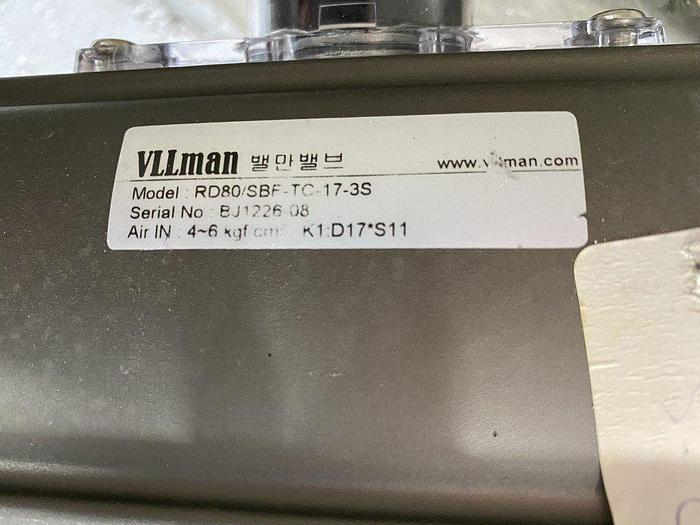 VLLman 밸만밸브
Model : RD80/SBF-TC-17-3S
Serial No : BJ1226-08
Air IN : 4~6 kgf cm² K1:D17*S11